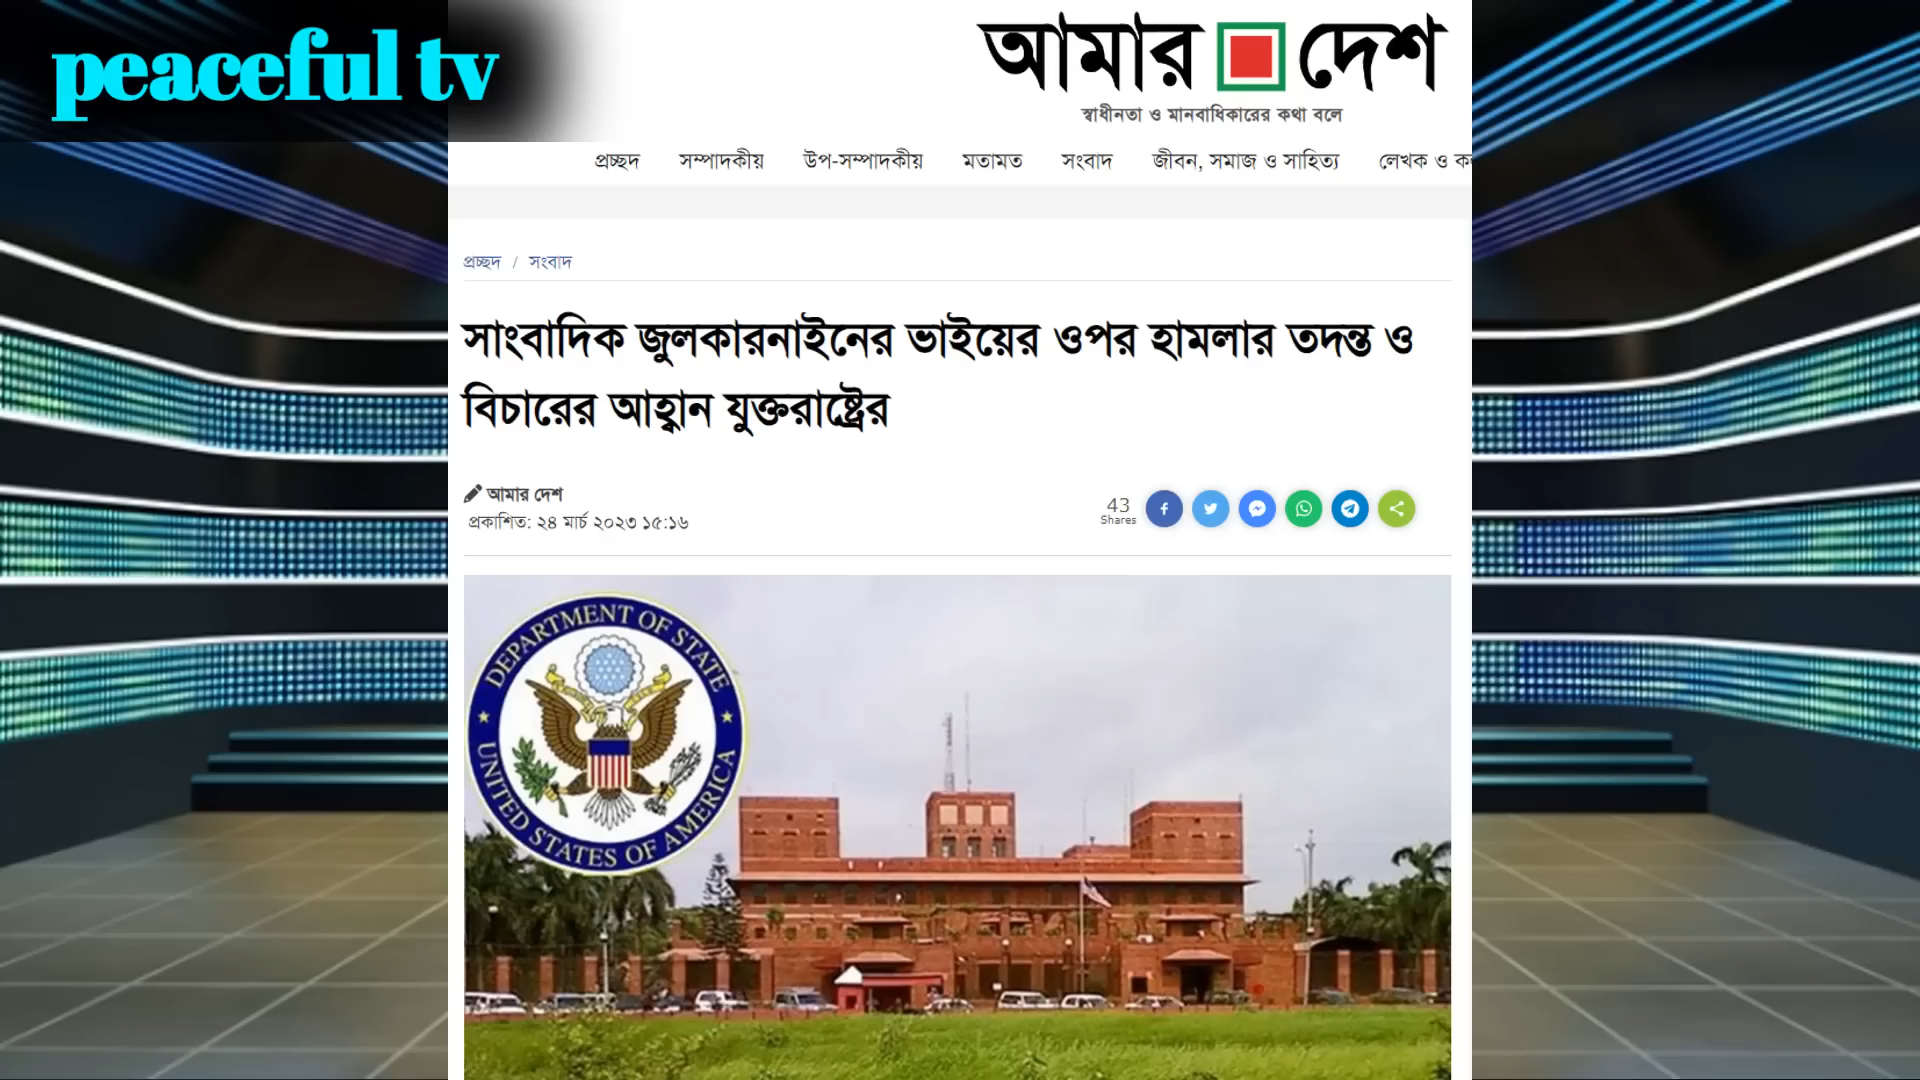 peaceful tv
আমার দেশ
স্বাধীনতা ও মানবাধিকারের কথা বলে
প্রচ্ছদ সম্পাদকীয় উপ-সম্পাদকীয় মতামত সংবাদ জীবন, সমাজ ও সাহিত্য লেখক ও
প্রচ্ছদ / সংবাদ
সাংবাদিক জুলকারনাইনের ভাইয়ের ওপর হামলার তদন্ত ও
বিচারের আহ্বান যুক্তরাষ্ট্রের
আমার দেশ
প্রকাশিত: ২৪ মার্চ ২০২৩ ১৫:১৬
43
Shares
DEPARTMENT OF STATE
UNITED STATES OF AMERICA